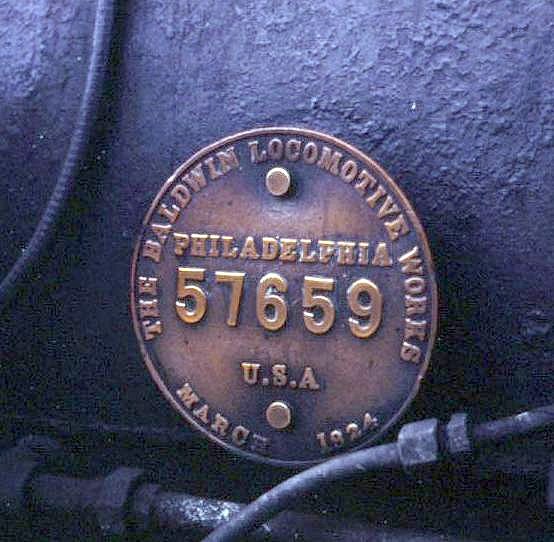 THE BALDWIN LOCOMOTIVE WORKS
PHILADELPHIA
57659
U.S.A
MARCH 1924